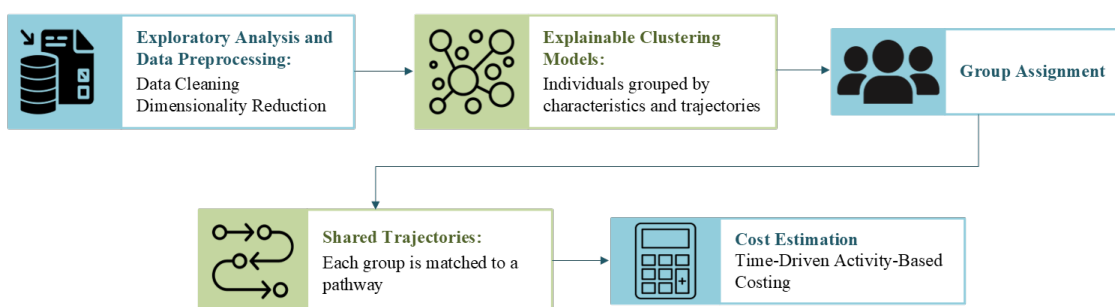 Exploratory Analysis and
Data Preprocessing:
Data Cleaning
Dimensionality Reduction
Explainable Clustering
Models:
Individuals grouped by
characteristics and trajectories
Group Assignment
Shared Trajectories:
Each group is matched to a
pathway
Cost Estimation
Time-Driven Activity-Based
Costing